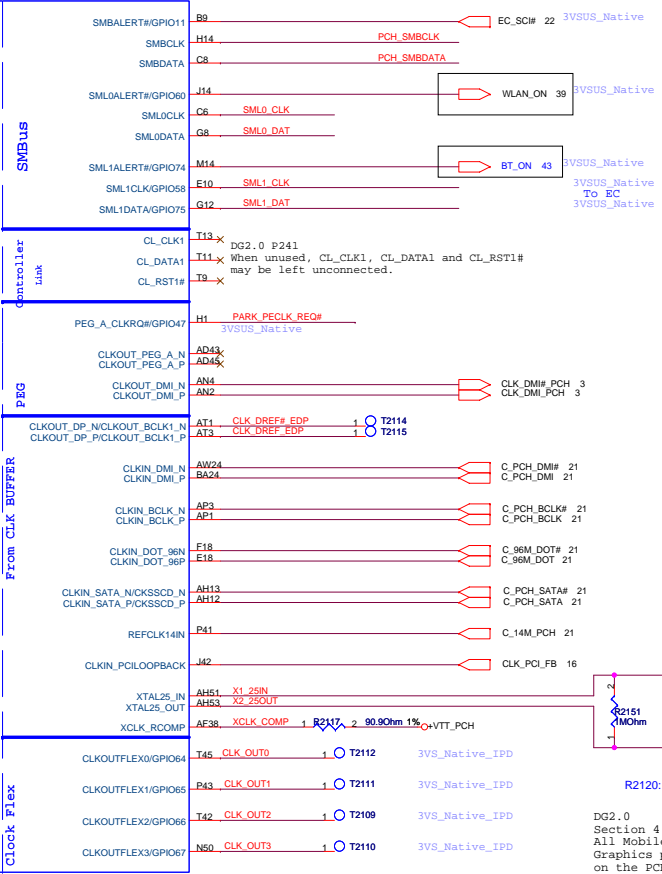 SMBus
SMBALERT#/GPIO11 B9 EC_SCI# 22 3VSUS_Native
SMBCLK H14 PCH_SMBCLK
SMBDATA C8 PCH_SMBDATA
SML0ALERT#/GPIO60 J14 WLAN_ON 39 3VSUS_Native
SML0CLK C6 SML0_CLK
SML0DATA G8 SML0_DAT
SML1ALERT#/GPIO74 M14 BT_ON 43 3VSUS_Native
SML1CLK/GPIO58 E10 SML1_CLK 3VSUS_Native
To EC
SML1DATA/GPIO75 G12 SML1_DAT 3VSUS_Native
Controller
Link
CL_CLK1 T13
CL_DATA1 T11
CL_RST1# T9
DG2.0 P241
When unused, CL_CLK1, CL_DATA1 and CL_RST1#
may be left unconnected.
PEG
PEG_A_CLKRQ#/GPIO47 H1 PARK_PECLK_REQ#
3VSUS_Native
CLKOUT_PEG_A_N AD43
CLKOUT_PEG_A_P AD45
CLKOUT_DMI_N AN4 CLK_DMI#_PCH 3
CLKOUT_DMI_P AN2 CLK_DMI_PCH 3
From CLK BUFFER
CLKOUT_DP_N/CLKOUT_BCLK1_N AT1 CLK_DREF#_EDP 1 T2114
CLKOUT_DP_P/CLKOUT_BCLK1_P AT3 CLK_DREF_EDP 1 T2115
CLKIN_DMI_N AW24 C_PCH_DMI# 21
CLKIN_DMI_P BA24 C_PCH_DMI 21
CLKIN_BCLK_N AP3 C_PCH_BCLK# 21
CLKIN_BCLK_P AP1 C_PCH_BCLK 21
CLKIN_DOT_96N F18 C_96M_DOT# 21
CLKIN_DOT_96P E18 C_96M_DOT 21
CLKIN_SATA_N/CKSSCD_N AH13 C_PCH_SATA# 21
CLKIN_SATA_P/CKSSCD_P AH12 C_PCH_SATA 21
REFCLK14IN P41 C_14M_PCH 21
CLKIN_PCILOOPBACK J42 CLK_PCI_FB 16
XTAL25_IN AH51 X1_25IN
XTAL25_OUT AH53 X2_25OUT
2 R2151 1MOhm 1
XCLK_RCOMP AF38 XCLK_COMP 1 R2117 2 90.9Ohm 1% +VTT_PCH
Clock Flex
CLKOUTFLEX0/GPIO64 T45 CLK_OUT0 1 T2112 3VS_Native_IPD
CLKOUTFLEX1/GPIO65 P43 CLK_OUT1 1 T2111 3VS_Native_IPD
CLKOUTFLEX2/GPIO66 T42 CLK_OUT2 1 T2109 3VS_Native_IPD
CLKOUTFLEX3/GPIO67 N50 CLK_OUT3 1 T2110 3VS_Native_IPD
R2120:
DG2.0
Section 4
All Mobile
Graphics p
on the PCH